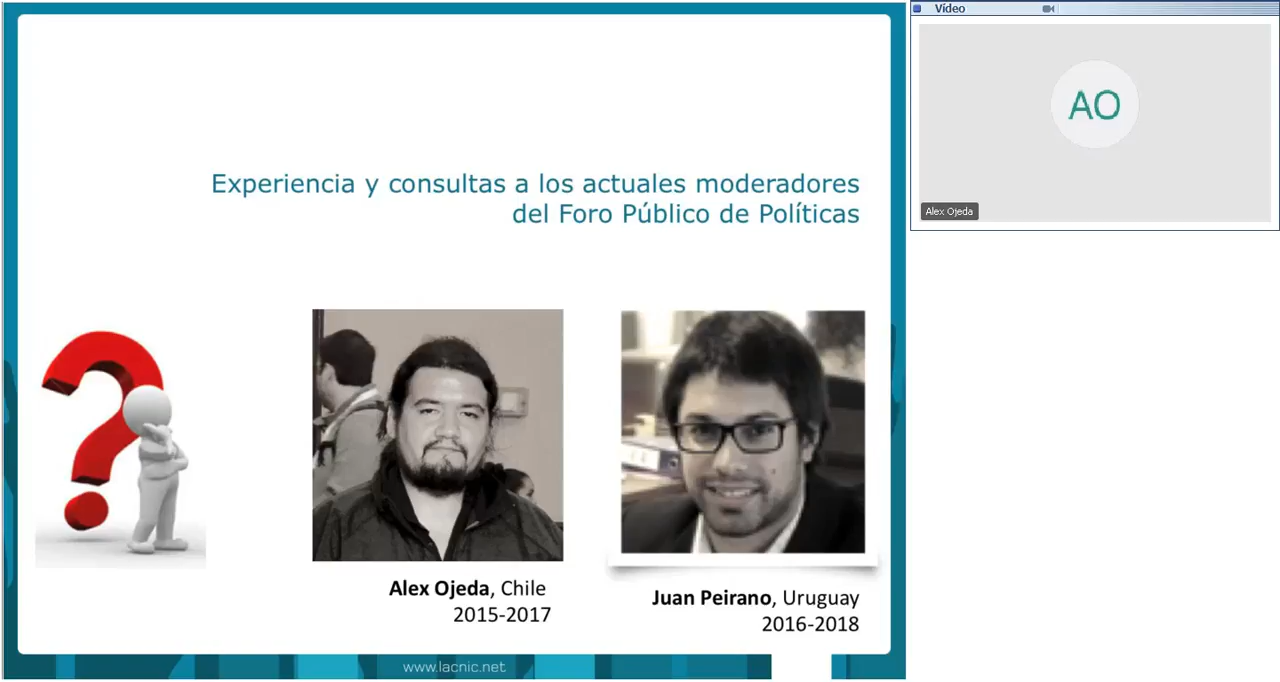 Experiencia y consultas a los actuales moderadores
del Foro Público de Políticas
Alex Ojeda, Chile
2015-2017
Juan Peirano, Uruguay
2016-2018
www.lacnic.net
Vídeo
AO
Alex Ojeda